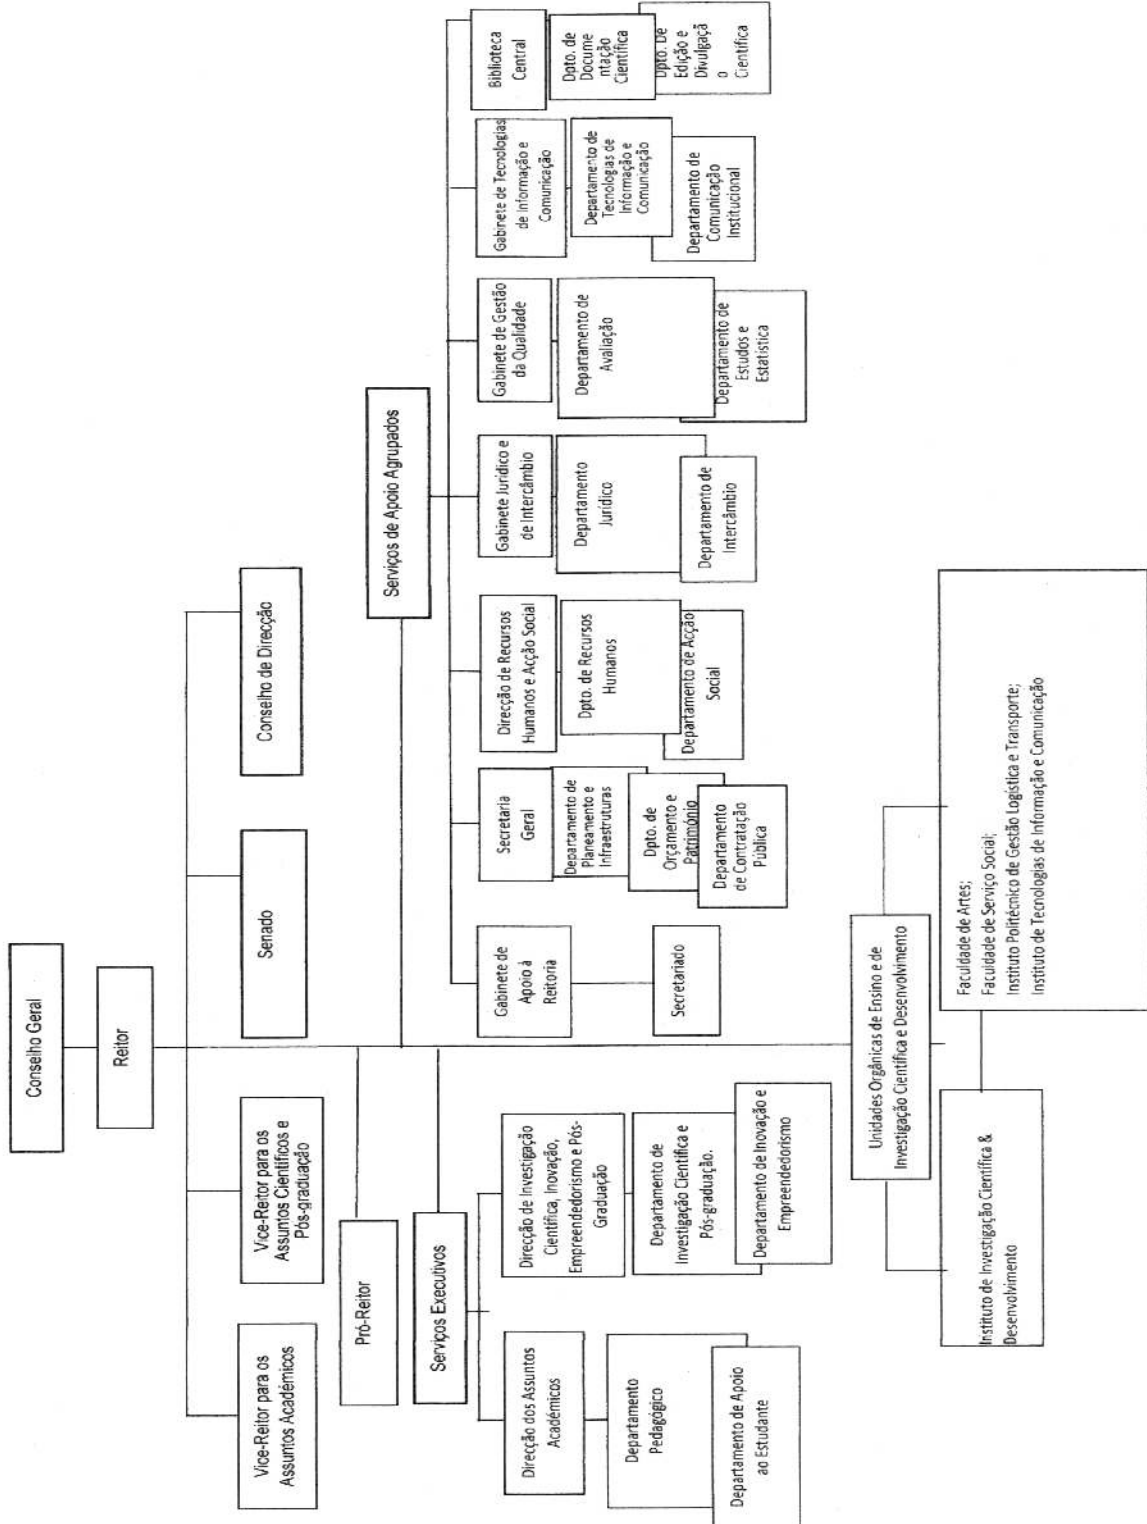 Conselho Geral
Reitor
Vice-Reitor para os
Assuntos Académicos
Vice-Reitor para os
Assuntos Científicos e
Pós-graduação
Senado
Conselho de Direcção
Pró-Reitor
Serviços Executivos
Serviços de Apoio Agrupados
Direcção dos Assuntos
Académicos
Departamento
Pedagógico
Departamento de Apoio
ao Estudante
Direcção de Investigação
Científica, Inovação,
Empreendedorismo e Pós-
Graduação
Departamento de
Investigação Científica e
Pós-graduação.
Departamento de Inovação e
Empreendedorismo
Gabinete de
Apoio à
Reitoria
Secretariado
Secretaria
Geral
Departamento de
Planeamento e
Infraestruturas
Dpto. de
Orçamento e
Património
Departamento
de Contratação
Pública
Direcção de Recursos
Humanos e Acção Social
Dpto. de Recursos
Humanos
Departamento de Acção
Social
Gabinete Jurídico e
de Intercâmbio
Departamento
Jurídico
Departamento de
Intercâmbio
Gabinete de Gestão
da Qualidade
Departamento de
Avaliação
Departamento de
Estudos e
Estatística
Gabinete de Tecnologias
de Informação e
Comunicação
Departamento de
Tecnologias de
Informação e
Comunicação
Departamento de
Comunicação
Institucional
Biblioteca
Central
Dpto. de
Docume
ntação
Científica
Dpto. De
Edição e
Divulgaçã
o
Científica
Unidades Orgânicas de Ensino e de
Investigação Científica e Desenvolvimento
Instituto de Investigação Científica &
Desenvolvimento
Faculdade de Artes;
Faculdade de Serviço Social;
Instituto Politécnico de Gestão Logística e Transporte;
Instituto de Tecnologias de Informação e Comunicação